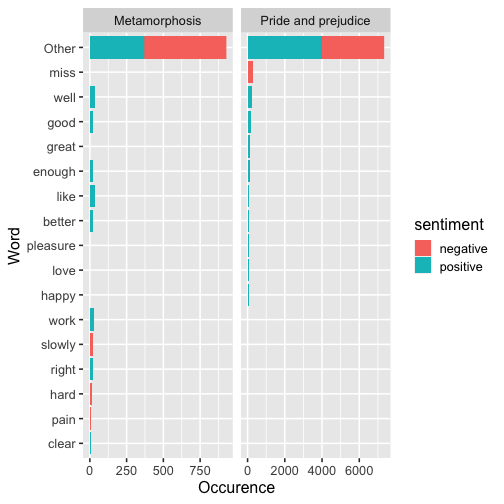 Metamorphosis Pride and prejudice
Other
miss
well
good
great
enough
like
better
pleasure
love
happy
work
slowly
right
hard
pain
clear
Word
0 250 500 750 0 2000 4000 6000
Occurence
sentiment
negative
positive